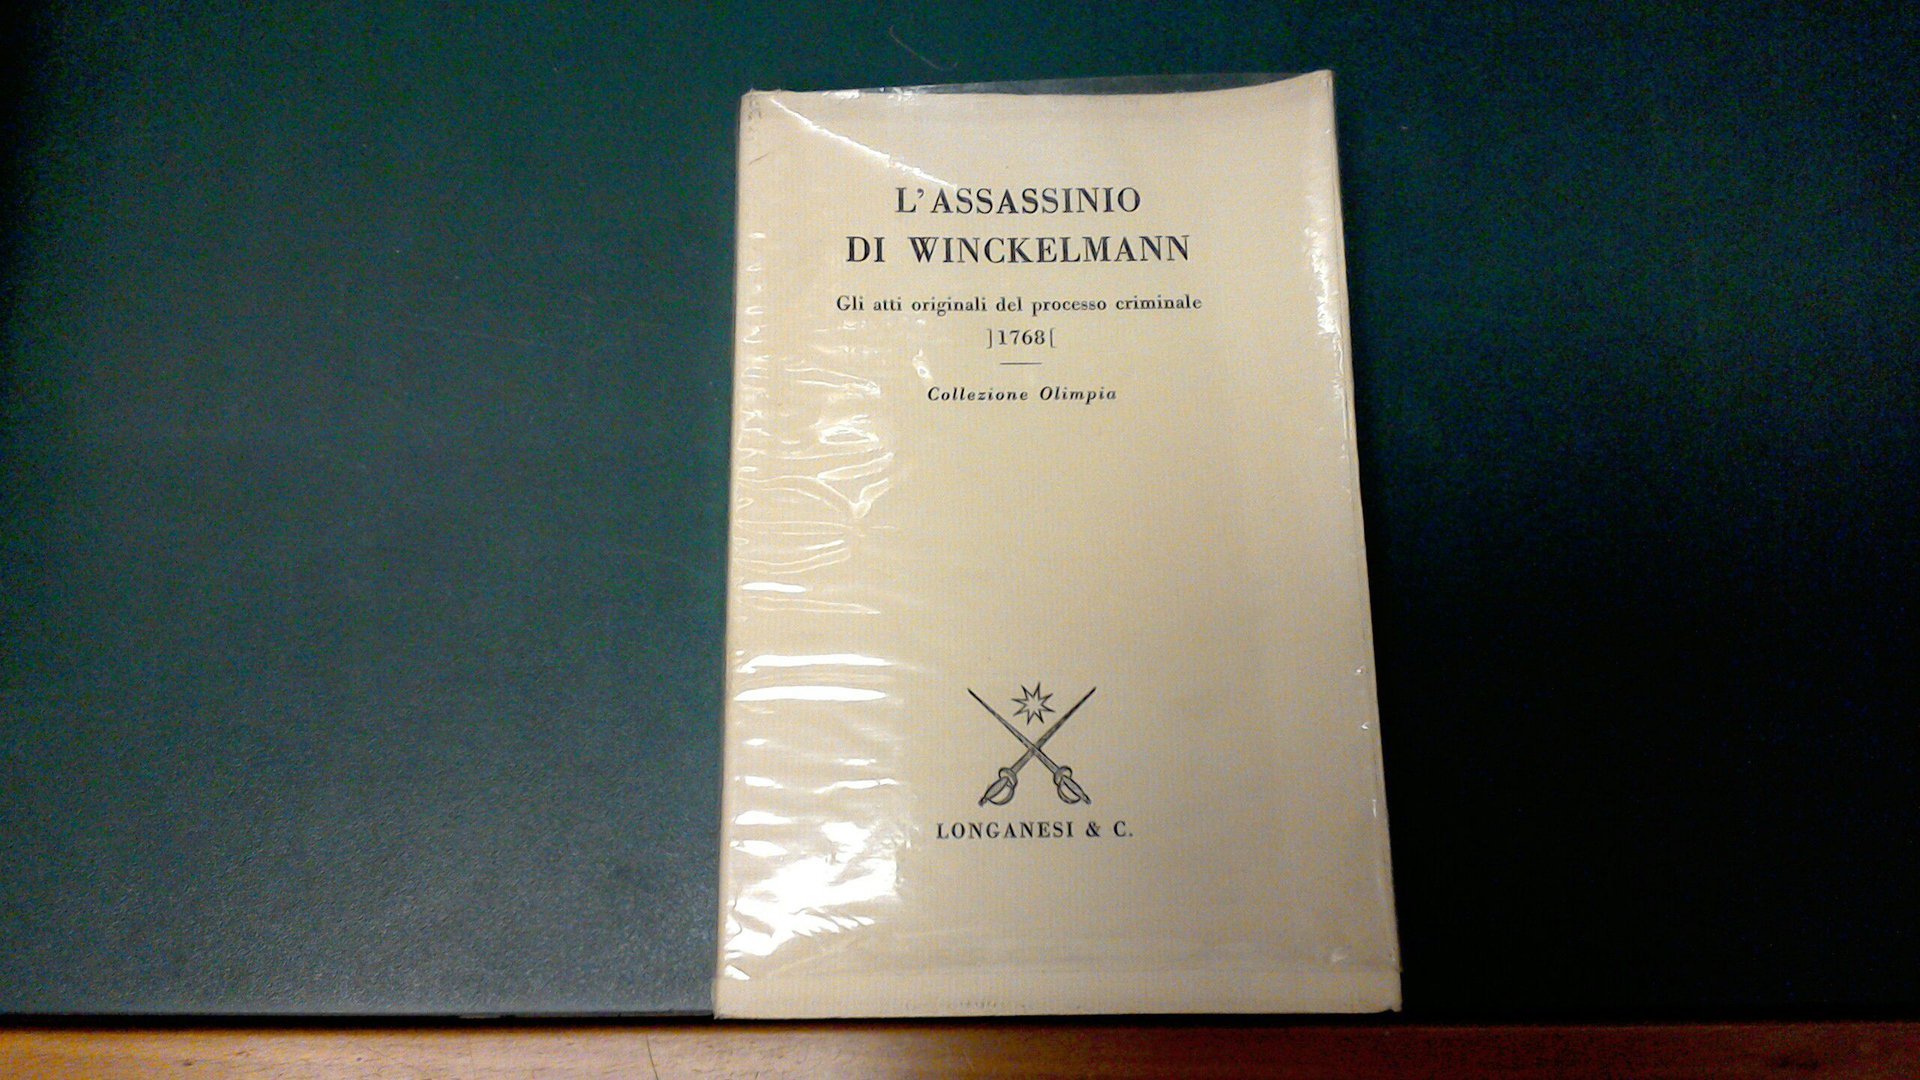 L'ASSASSINIO
DI WINCKELMANN
Gli atti originali del processo criminale
]1768[
Collezione Olimpia
LONGANESI & C.